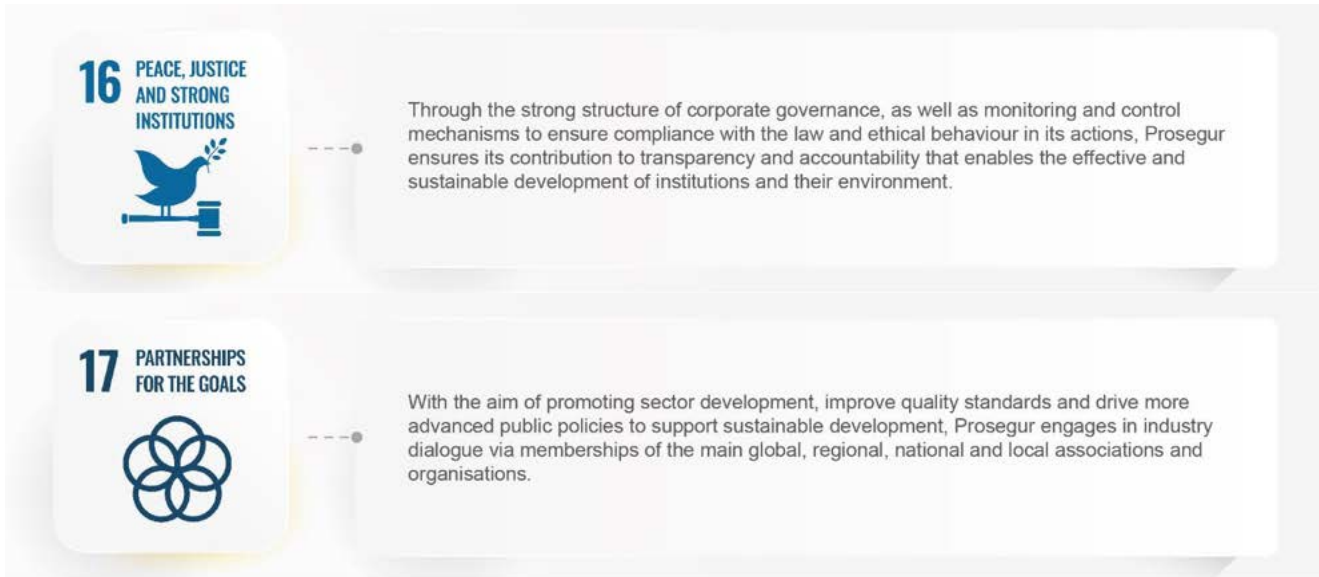 16 PEACE, JUSTICE
AND STRONG
INSTITUTIONS
Through the strong structure of corporate governance, as well as monitoring and control
mechanisms to ensure compliance with the law and ethical behaviour in its actions, Prosegur
ensures its contribution to transparency and accountability that enables the effective and
sustainable development of institutions and their environment.
17 PARTNERSHIPS
FOR THE GOALS
With the aim of promoting sector development, improve quality standards and drive more
advanced public policies to support sustainable development, Prosegur engages in industry
dialogue via memberships of the main global, regional, national and local associations and
organisations.